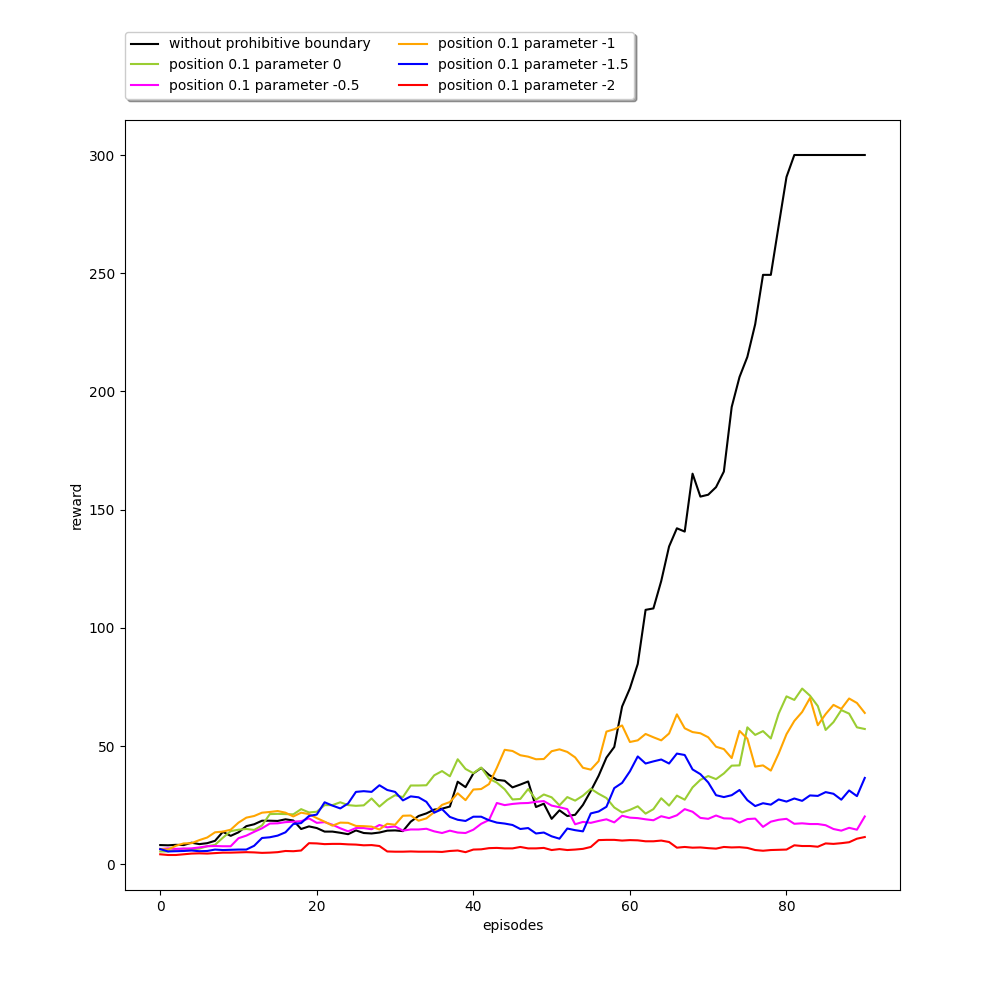 without prohibitive boundary
position 0.1 parameter 0
position 0.1 parameter -0.5
position 0.1 parameter -1
position 0.1 parameter -1.5
position 0.1 parameter -2
300
250
200
150
100
50
0
reward
0 20 40 60 80
episodes